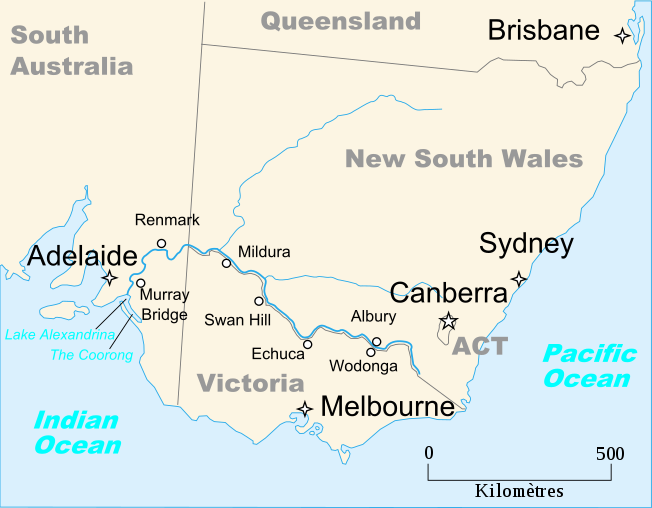 South
Australia
Queensland
Brisbane
New South Wales
Renmark
Adelaide
Mildura
Sydney
Murray
Bridge
Canberra
Lake Alexandrina
The Coorong
Swan Hill
Albury
Echuca
Wodonga
ACT
Pacific
Ocean
Victoria
Melbourne
Indian
Ocean
0
500
Kilomètres